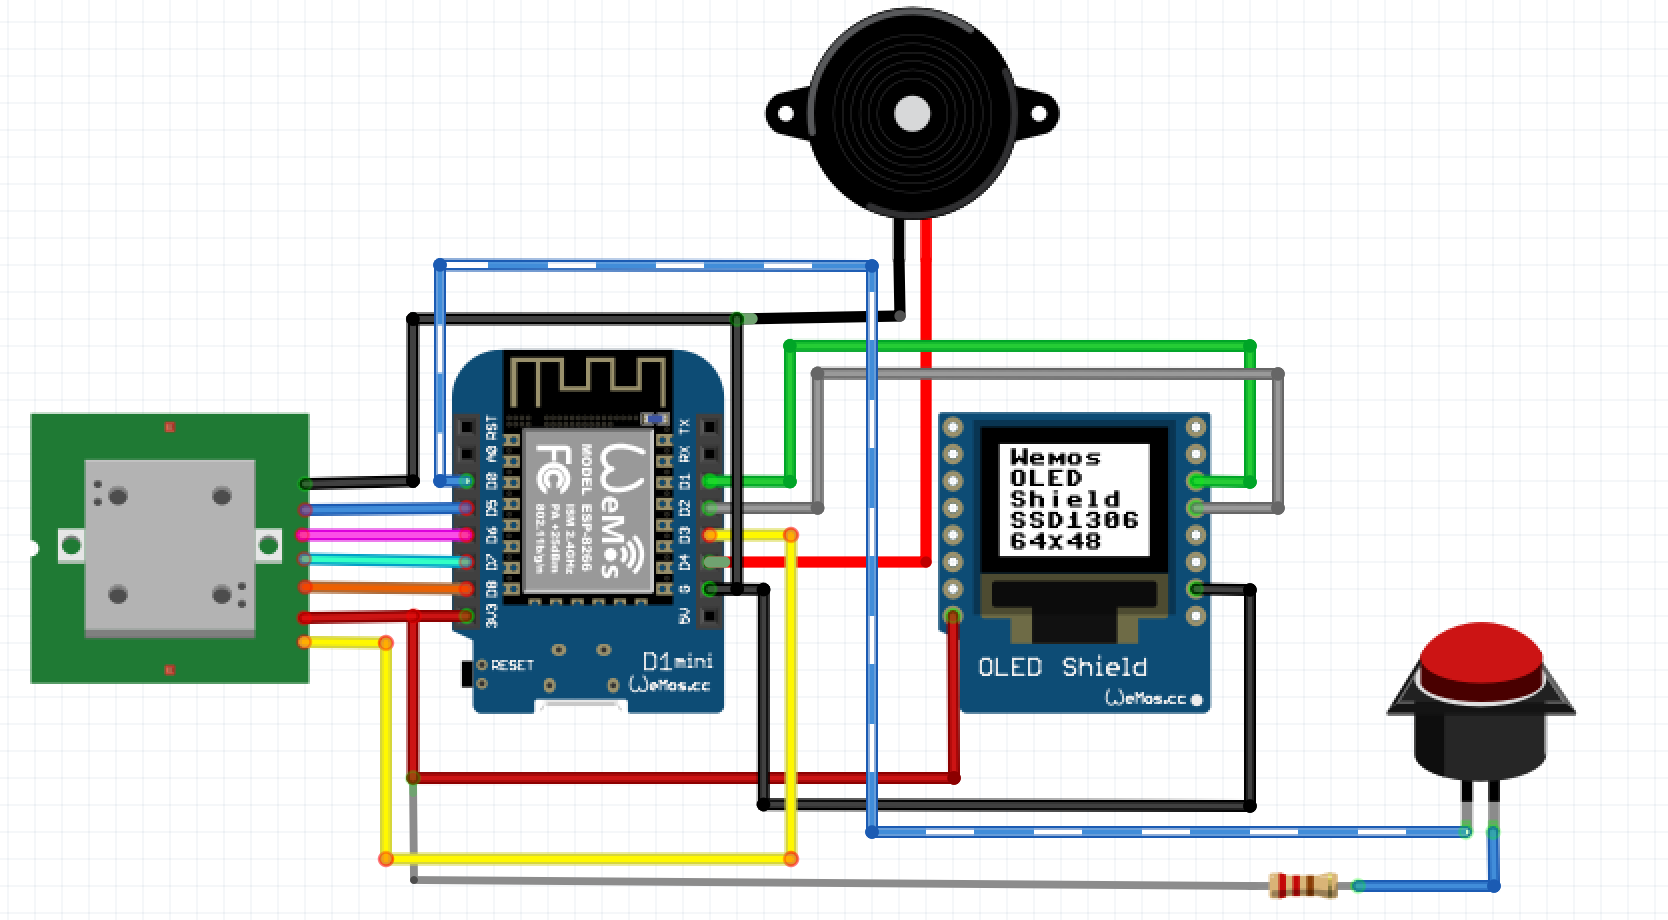 RST
A0
D0
D5
D6
D7
D8
3V3
TX
RX
D1
D2
D3
D4
G
5V
WeMos
MODEL ESP-8266
ISM 2.4GHz
PA +25dBm
802.11b/g/n
FC
RESET
D1mini
WeMos.cc
Wemos
OLED
Shield
SSD1306
64x48
OLED Shield
WeMos.cc